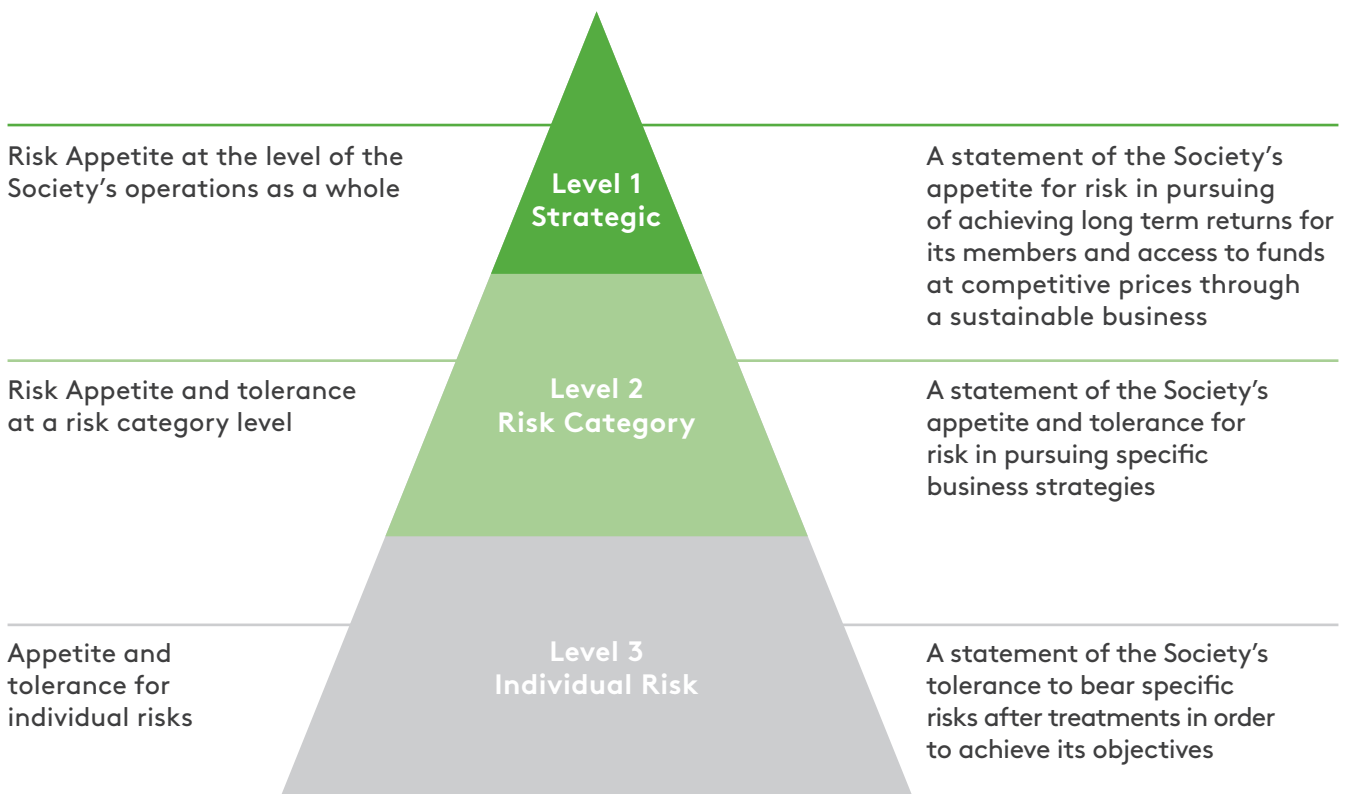 Risk Appetite at the level of the
Society's operations as a whole
Level 1
Strategic
A statement of the Society's
appetite for risk in pursuing
of achieving long term returns for
its members and access to funds
at competitive prices through
a sustainable business
Risk Appetite and tolerance
at a risk category level
Level 2
Risk Category
A statement of the Society's
appetite and tolerance for
risk in pursuing specific
business strategies
Appetite and
tolerance for
individual risks
Level 3
Individual Risk
A statement of the Society's
tolerance to bear specific
risks after treatments in order
to achieve its objectives